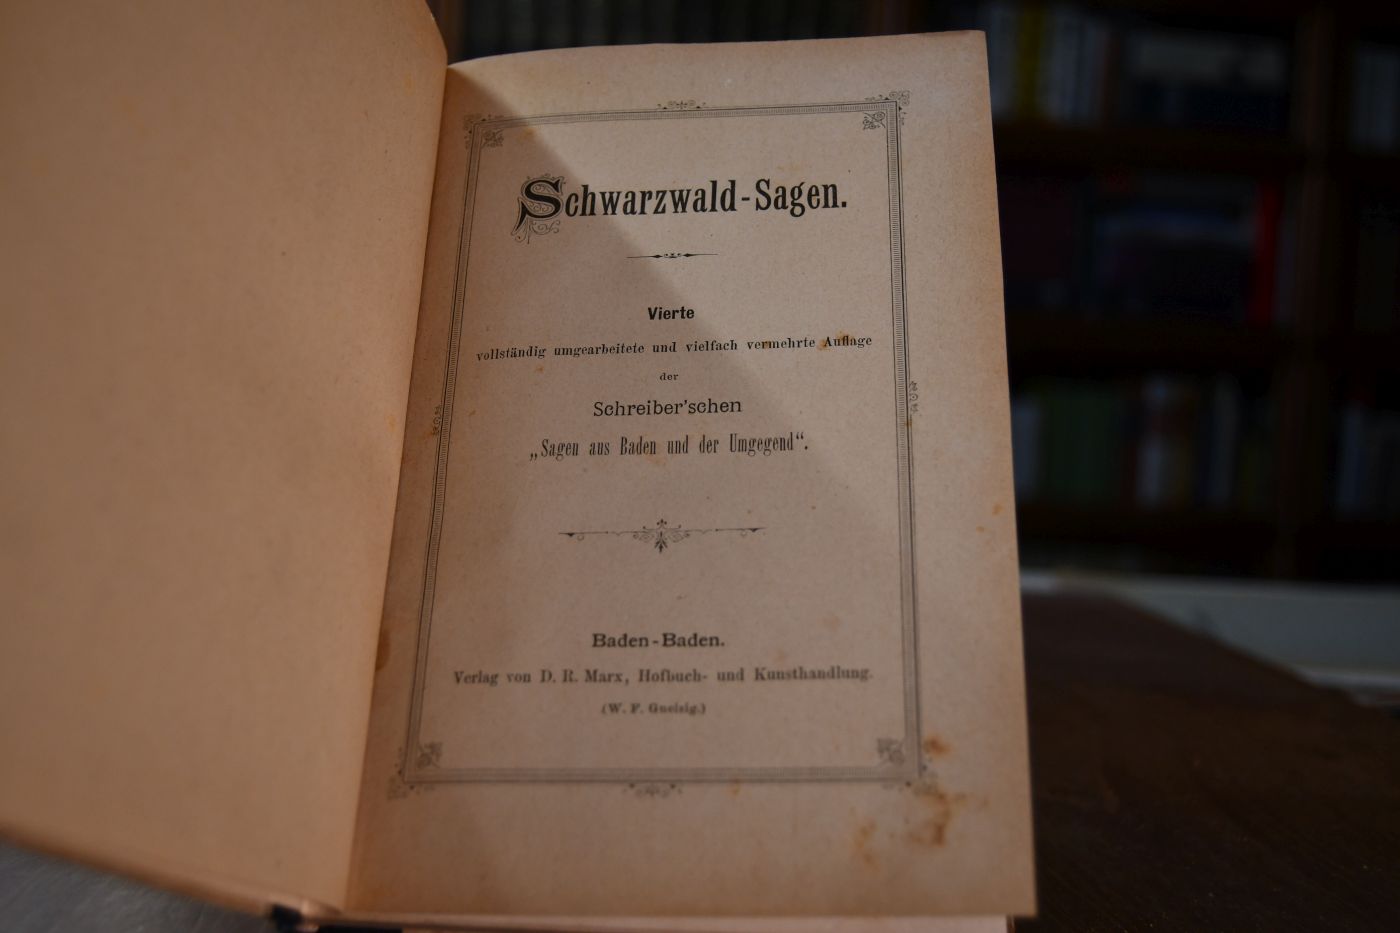 Schwarzwald-Sagen.
Vierte
vollständig umgearbeitete und vielfach vermehrte Auflage
der
Schreiber'schen
„Sagen aus Baden und der Umgegend“.
Baden-Baden.
Verlag von D. R. Marx, Hofbuch- und Kunsthandlung.
(W. F. Gneisig.)